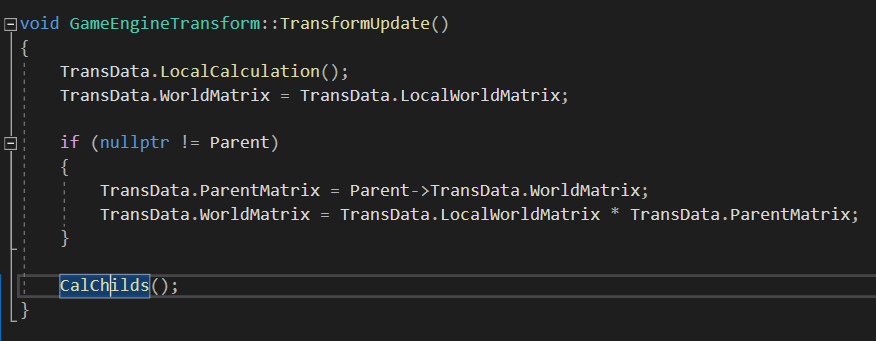 void GameEngineTransform::TransformUpdate()
{
    TransData.LocalCalculation();
    TransData.WorldMatrix = TransData.LocalWorldMatrix;

    if (nullptr != Parent)
    {
        TransData.ParentMatrix = Parent->TransData.WorldMatrix;
        TransData.WorldMatrix = TransData.LocalWorldMatrix * TransData.ParentMatrix;
    }

    CalChilds();
}